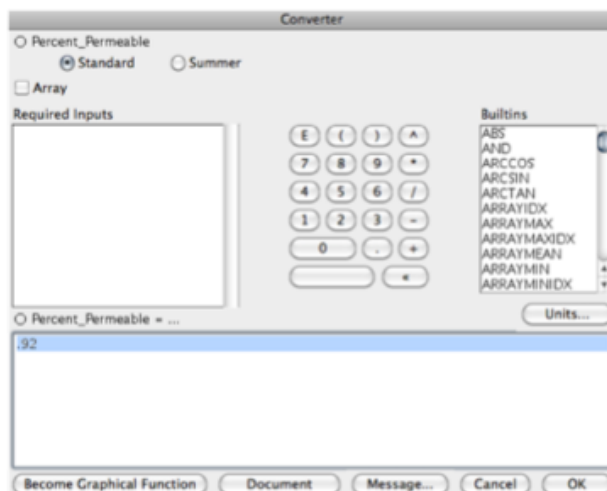 Converter
Percent_Permeable
Standard Summer
Array
Required Inputs
Builtins
E ( ) ^
7 8 9 *
4 5 6 /
1 2 3 -
0 . +
«
ABS
AND
ARCCOS
ARCSIN
ARCTAN
ARRAYIDX
ARRAYMAX
ARRAYMAXIDX
ARRAYMEAN
ARRAYMIN
ARRAYMINIDX
Units...
Percent_Permeable = ...
.92
Become Graphical Function Document Message... Cancel OK